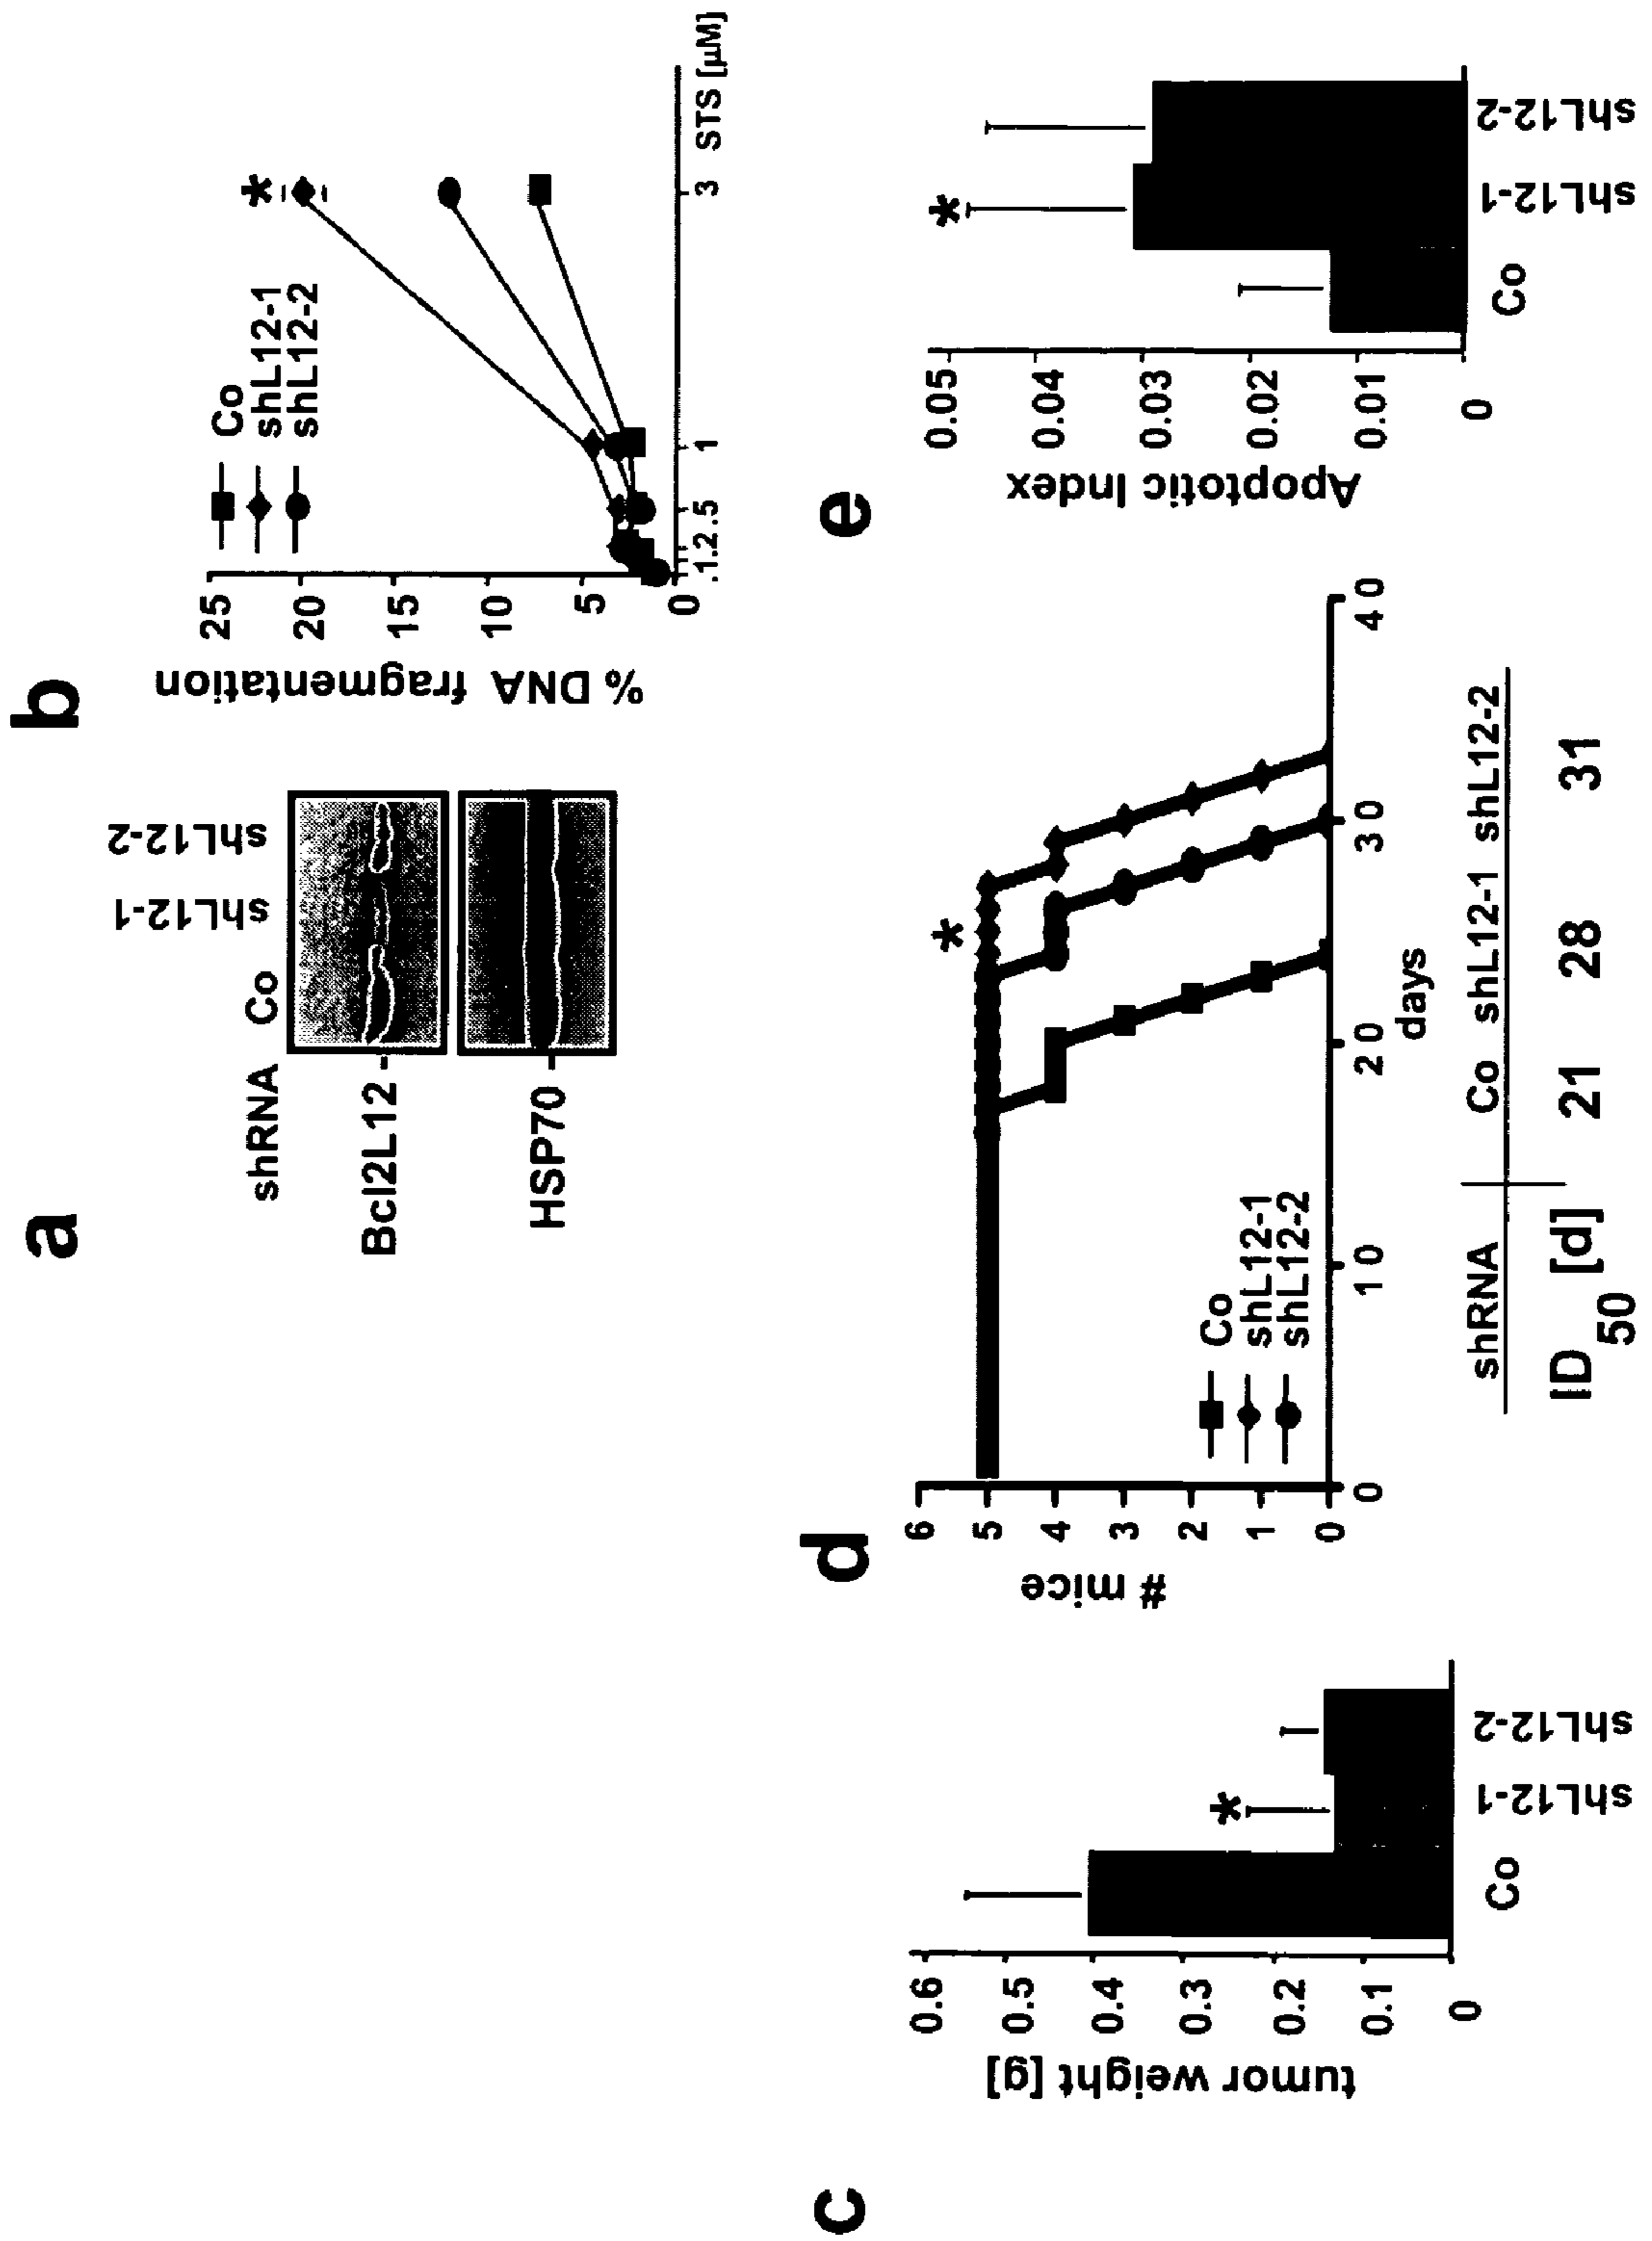 a
shRNA Co shL12-1 shL12-2
Bcl2L12
HSP70
b
Co
shL12-1
shL12-2
*
% DNA fragmentation
25
20
15
10
5
0
.1 .2 .5 1 3 STS [µM]
c
tumor weight [g]
0.6
0.5
0.4
0.3
0.2
0.1
0
*
Co shL12-1 shL12-2
d
# mice
6
5
4
3
2
1
0
*
Co
shL12-1
shL12-2
0 10 20 30 40
days
shRNA Co shL12-1 shL12-2
ID50 [d] 21 28 31
e
Apoptotic Index
0.05
0.04
0.03
0.02
0.01
0
*
Co shL12-1 shL12-2